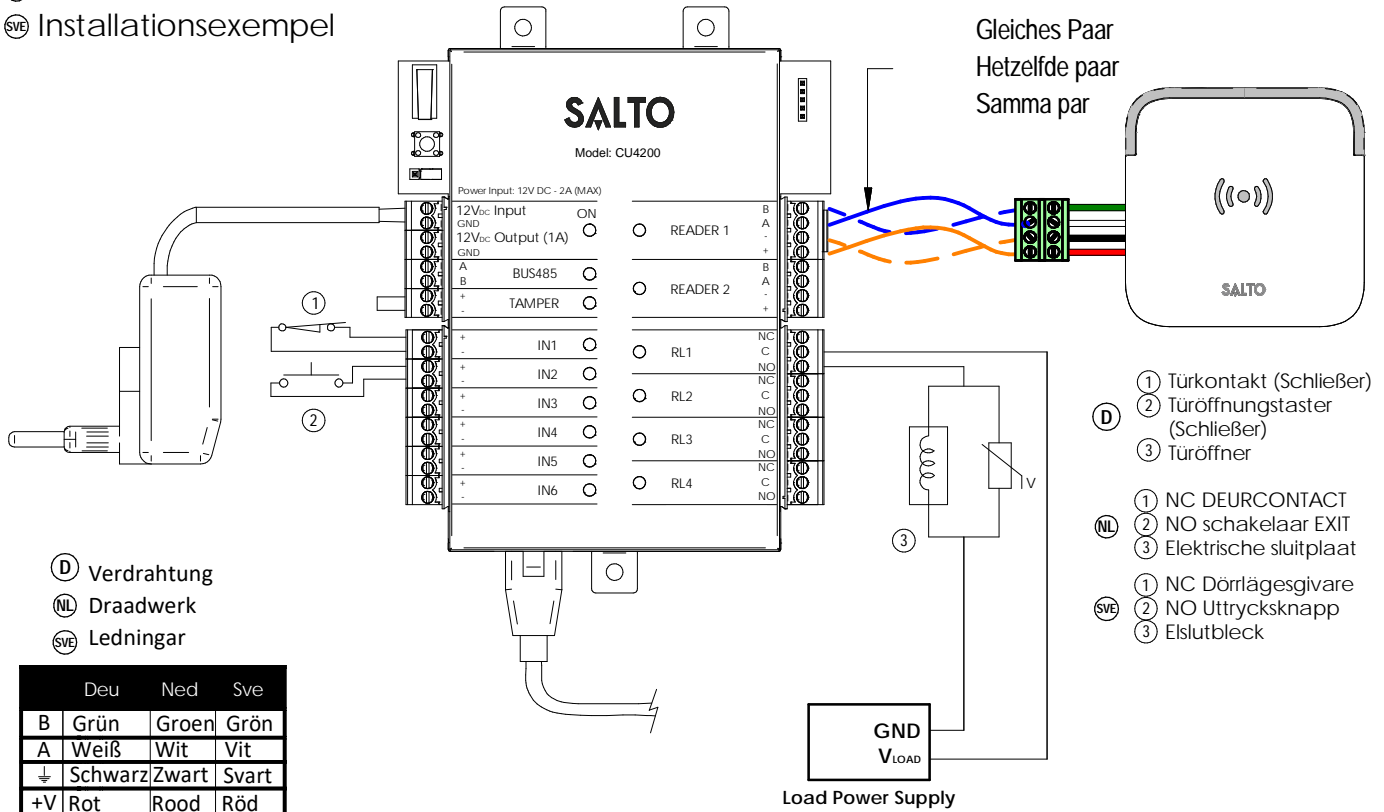 SVE Installationsexempel
Gleiches Paar
Hetzelfde paar
Samma par
SALTO
Model: CU4200
Power Input: 12V DC - 2A (MAX)
12VDC Input ON
GND
12VDC Output (1A)
GND
A
B
BUS485
+
-
TAMPER
+
-
IN1
+
-
IN2
+
-
IN3
+
-
IN4
+
-
IN5
+
-
IN6
READER 1
B
A
-
+
READER 2
B
A
-
+
RL1
NC
C
NO
RL2
NC
C
NO
RL3
NC
C
NO
RL4
NC
C
NO
SALTO
1
2
3
V
D
1 Türkontakt (Schließer)
2 Türöffnungstaster
(Schließer)
3 Türöffner
NL
1 NC DEURCONTACT
2 NO schakelaar EXIT
3 Elektrische sluitplaat
SVE
1 NC Dörrlägesgivare
2 NO Uttrycksknapp
3 Elslutbleck
D Verdrahtung
NL Draadwerk
SVE Ledningar
Deu Ned Sve
B Grün Groen Grön
A Weiß Wit Vit
⏚ Schwarz Zwart Svart
+V Rot Rood Röd
GND
VLOAD
Load Power Supply